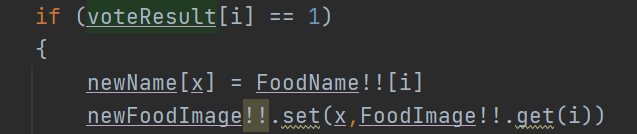 if (voteResult[i] == 1)
{
newName[x] = FoodName!![i]
newFoodImage!!.set(x,FoodImage!!.get(i))